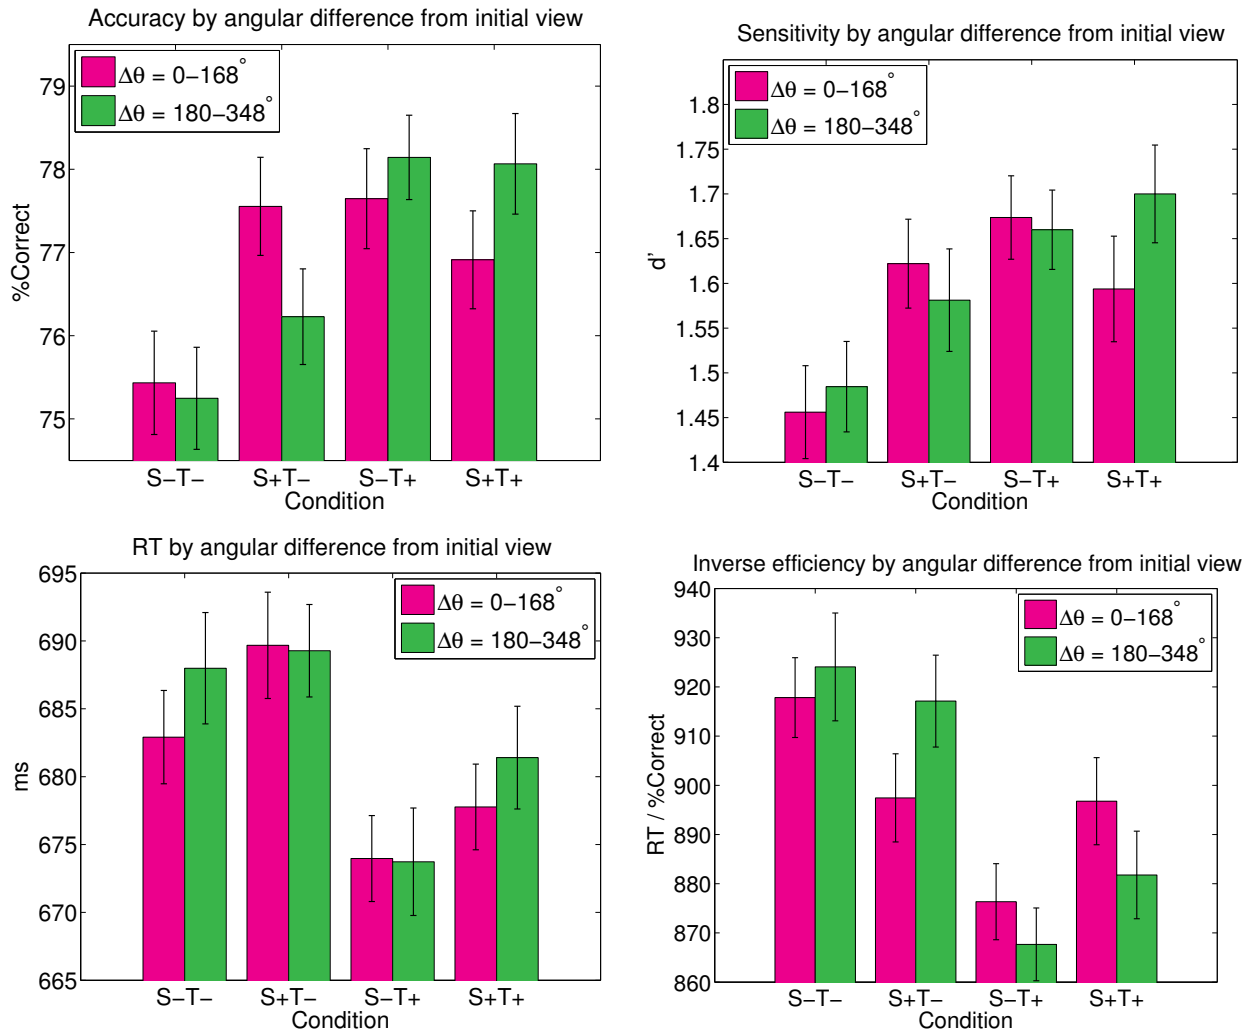 Accuracy by angular difference from initial view
Δθ = 0−168°
Δθ = 180−348°
%Correct
79
78
77
76
75
S−T− S+T− S−T+ S+T+
Condition
Sensitivity by angular difference from initial view
Δθ = 0−168°
Δθ = 180−348°
d'
1.8
1.75
1.7
1.65
1.6
1.55
1.5
1.45
1.4
S−T− S+T− S−T+ S+T+
Condition
RT by angular difference from initial view
Δθ = 0−168°
Δθ = 180−348°
ms
695
690
685
680
675
670
665
S−T− S+T− S−T+ S+T+
Condition
Inverse efficiency by angular difference from initial view
Δθ = 0−168°
Δθ = 180−348°
RT / %Correct
940
930
920
910
900
890
880
870
860
S−T− S+T− S−T+ S+T+
Condition